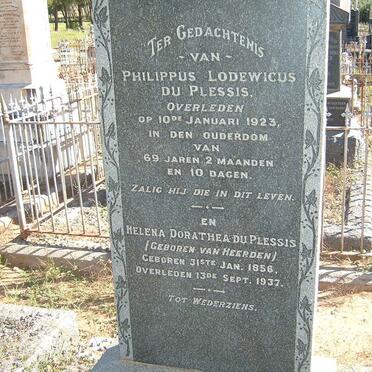 TER GEDACHTENIS
- VAN -
PHILIPPUS LODEWICUS
DU PLESSIS.
OVERLEDEN
OP 10DE JANUARI 1923,
IN DEN OUDERDOM
VAN
69 JAREN 2 MAANDEN
EN 10 DAGEN.
ZALIG HIJ DIE IN DIT LEVEN.
EN
HELENA DORATHEA DU PLESSIS
(GEBOREN VAN HEERDEN)
GEBOREN 31STE JAN. 1856,
OVERLEDEN 13DE SEPT. 1937.
TOT WEDERZIENS.